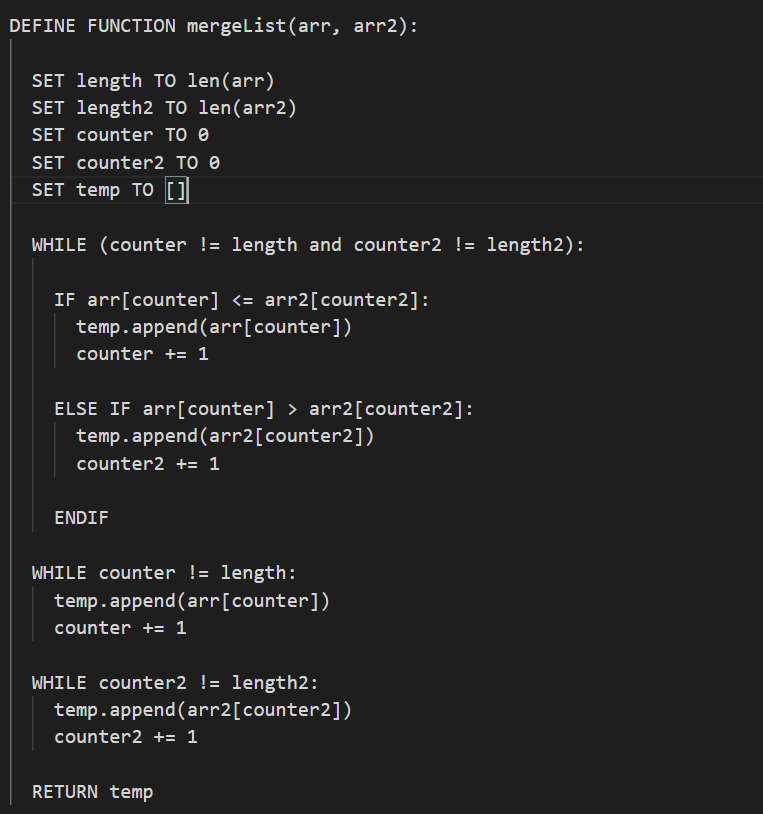 DEFINE FUNCTION mergeList(arr, arr2):
SET length TO len(arr)
SET length2 TO len(arr2)
SET counter TO 0
SET counter2 TO 0
SET temp TO []
WHILE (counter != length and counter2 != length2):
IF arr[counter] <= arr2[counter2]:
temp.append(arr[counter])
counter += 1
ELSE IF arr[counter] > arr2[counter2]:
temp.append(arr2[counter2])
counter2 += 1
ENDIF
WHILE counter != length:
temp.append(arr[counter])
counter += 1
WHILE counter2 != length2:
temp.append(arr2[counter2])
counter2 += 1
RETURN temp